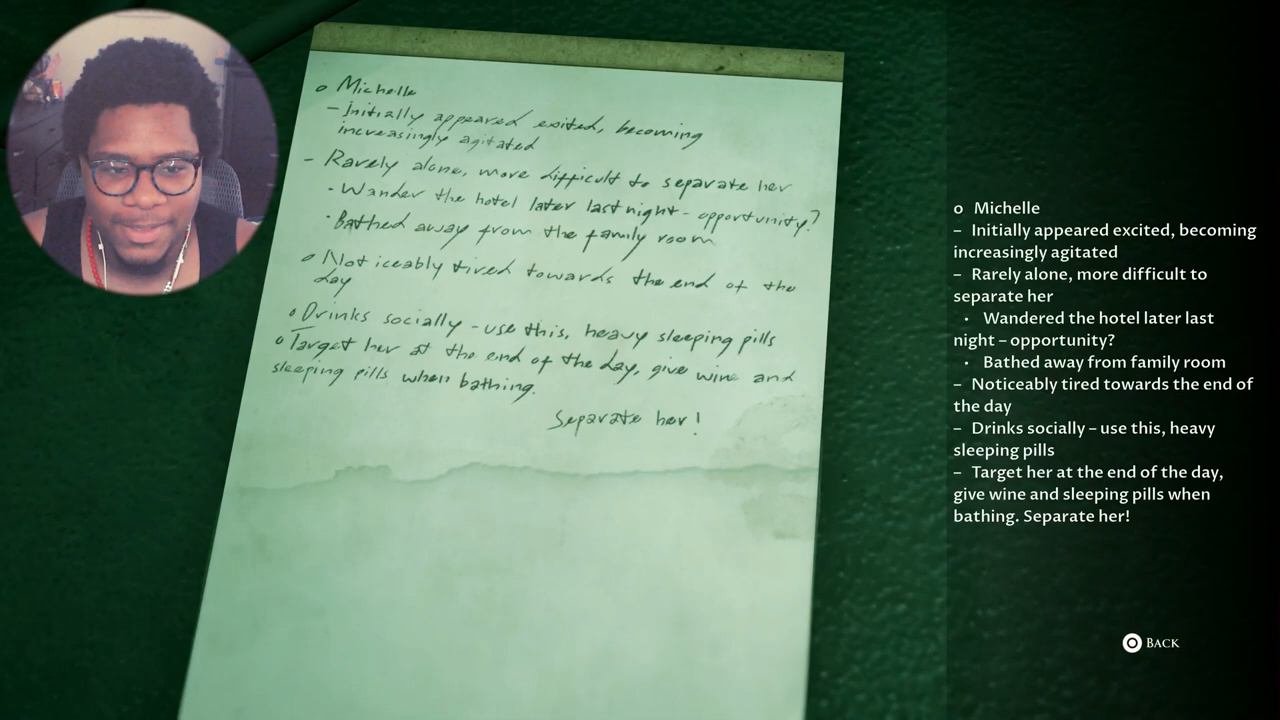 o Michelle
– Initially appeared exited, becoming
increasingly agitated
– Rarely alone, more difficult to separate her
· Wander the hotel later last night – opportunity?
· Bathed away from the family room
o Noticeably tired towards the end of the
day
o Drinks socially – use this, heavy sleeping pills
o Target her at the end of the day, give wine and
sleeping pills when bathing.
Separate her!
o Michelle
– Initially appeared excited, becoming
increasingly agitated
– Rarely alone, more difficult to
separate her
· Wandered the hotel later last
night – opportunity?
· Bathed away from family room
– Noticeably tired towards the end of
the day
– Drinks socially – use this, heavy
sleeping pills
– Target her at the end of the day,
give wine and sleeping pills when
bathing. Separate her!
BACK